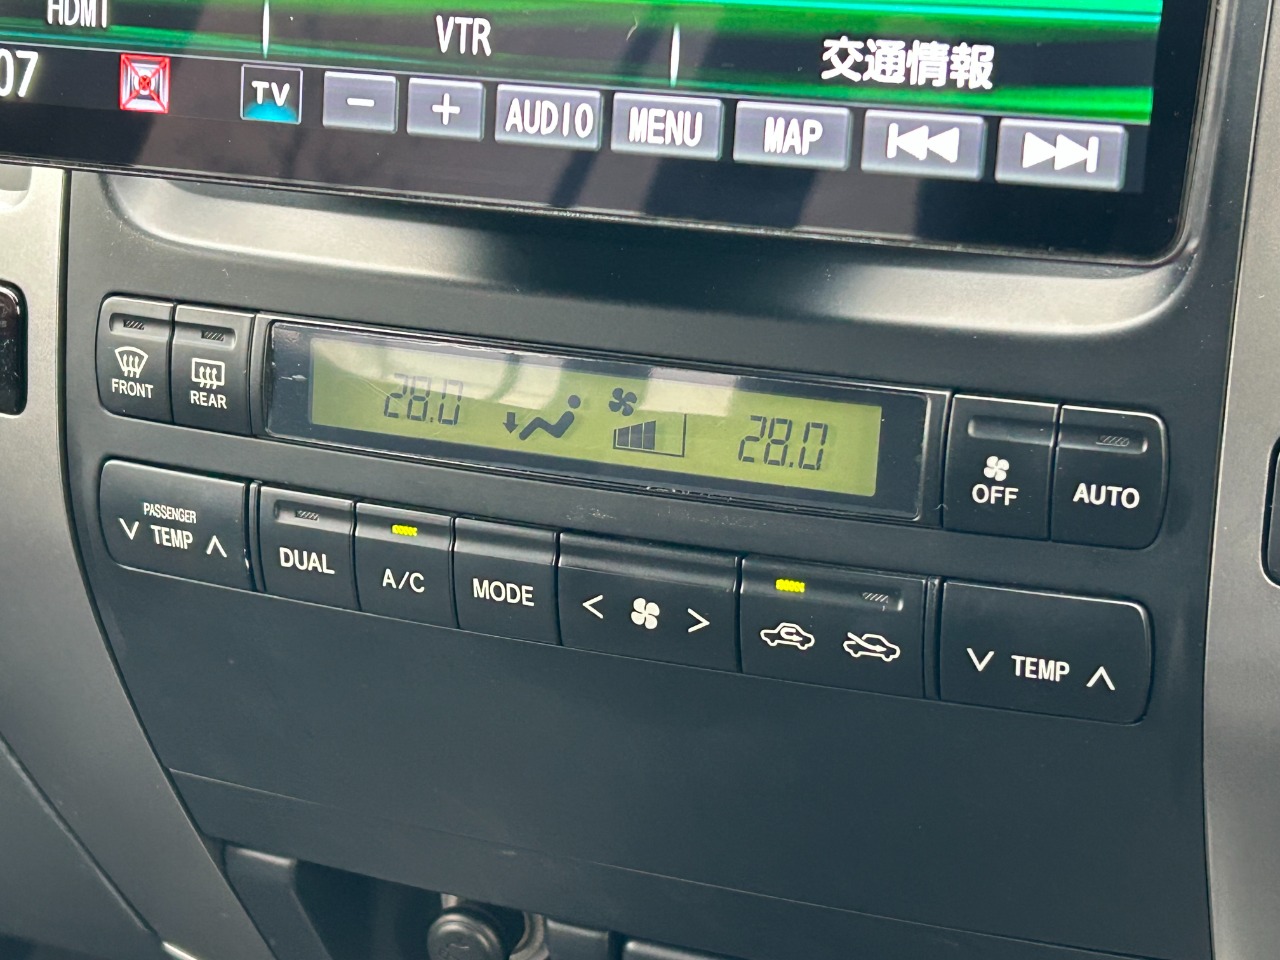 HDMI
VTR
交通情報
07
TV
－
＋
AUDIO
MENU
MAP
FRONT
REAR
28.0
28.0
OFF
AUTO
PASSENGER
TEMP
DUAL
A/C
MODE
TEMP